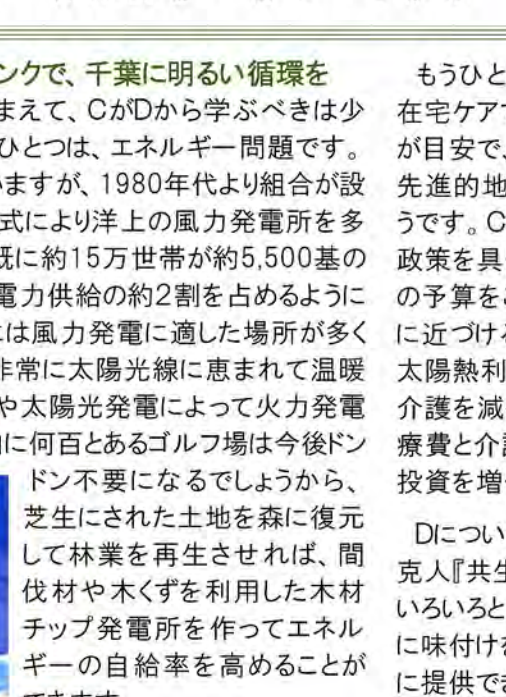 ンクで、千葉に明るい循環を
まえて、CがDから学ぶべきは少
ひとつは、エネルギー問題です。
いますが、1980年代より組合が設
式により洋上の風力発電所を多
既に約15万世帯が約5,500基の
電力供給の約2割を占めるように
には風力発電に適した場所が多く
非常に太陽光線に恵まれて温暖
や太陽光発電によって火力発電
に何百とあるゴルフ場は今後ドン
ドン不要になるでしょうから、
芝生にされた土地を森に復元
して林業を再生させれば、間
伐材や木くずを利用した木材
チップ発電所を作ってエネル
ギーの自給率を高めることが
できます
もうひと
在宅ケア
が目安で、
先進的地
うです。C
政策を具
の予算を
に近づけ
太陽熱利
介護を減
療費と介
投資を増
Dについ
克人『共生
いろいろと
に味付けを
に提供でき